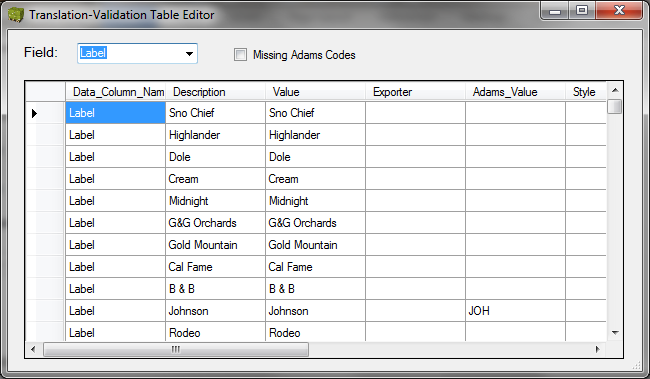 Translation-Validation Table Editor
Field: Label Missing Adams Codes
Data_Column_Nam Description Value Exporter Adams_Value Style
Label Sno Chief Sno Chief
Label Highlander Highlander
Label Dole Dole
Label Cream Cream
Label Midnight Midnight
Label G&G Orchards G&G Orchards
Label Gold Mountain Gold Mountain
Label Cal Fame Cal Fame
Label B & B B & B
Label Johnson Johnson JOH
Label Rodeo Rodeo